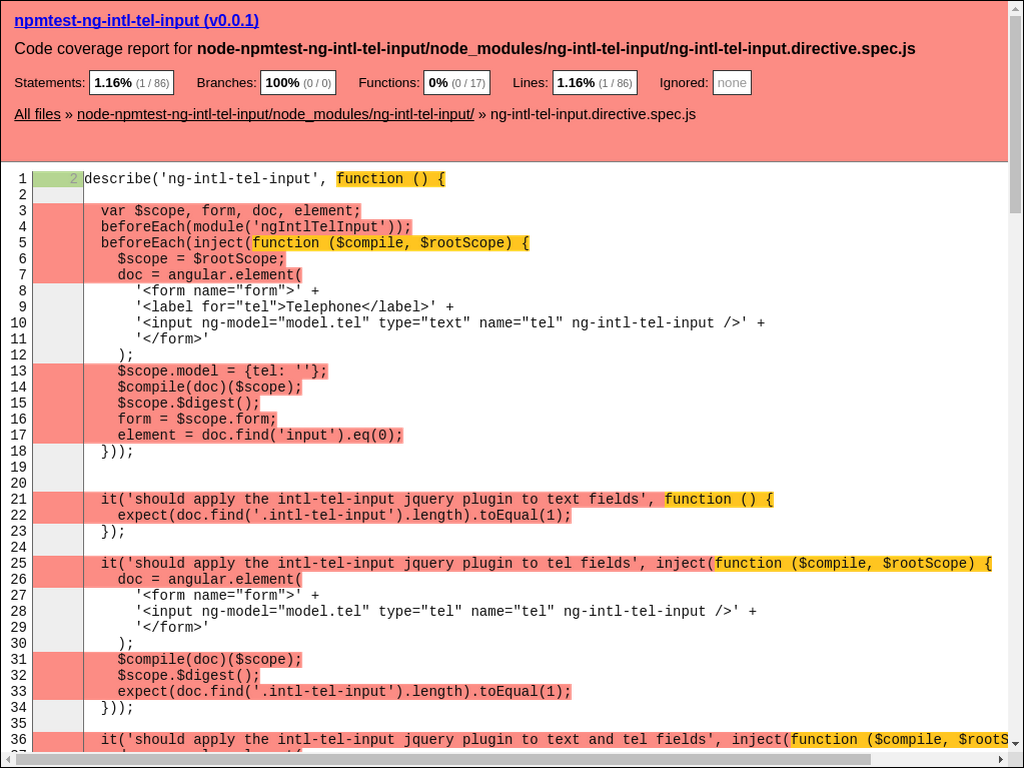 npmtest-ng-intl-tel-input (v0.0.1)
Code coverage report for node-npmtest-ng-intl-tel-input/node_modules/ng-intl-tel-input/ng-intl-tel-input.directive.spec.js
Statements: 1.16% (1 / 86) Branches: 100% (0 / 0) Functions: 0% (0 / 17) Lines: 1.16% (1 / 86) Ignored: none
All files » node-npmtest-ng-intl-tel-input/node_modules/ng-intl-tel-input/ » ng-intl-tel-input.directive.spec.js
1 2 describe('ng-intl-tel-input', function () {
2
3 var $scope, form, doc, element;
4 beforeEach(module('ngIntlTelInput'));
5 beforeEach(inject(function ($compile, $rootScope) {
6 $scope = $rootScope;
7 doc = angular.element(
8 '<form name="form">' +
9 '<label for="tel">Telephone</label>' +
10 '<input ng-model="model.tel" type="text" name="tel" ng-intl-tel-input />' +
11 '</form>'
12 );
13 $scope.model = {tel: ''};
14 $compile(doc)($scope);
15 $scope.$digest();
16 form = $scope.form;
17 element = doc.find('input').eq(0);
18 }));
19
20
21 it('should apply the intl-tel-input jquery plugin to text fields', function () {
22 expect(doc.find('.intl-tel-input').length).toEqual(1);
23 });
24
25 it('should apply the intl-tel-input jquery plugin to tel fields', inject(function ($compile, $rootScope) {
26 doc = angular.element(
27 '<form name="form">' +
28 '<input ng-model="model.tel" type="tel" name="tel" ng-intl-tel-input />' +
29 '</form>'
30 );
31 $compile(doc)($scope);
32 $scope.$digest();
33 expect(doc.find('.intl-tel-input').length).toEqual(1);
34 }));
35
36 it('should apply the intl-tel-input jquery plugin to text and tel fields', inject(function ($compile, $rootS